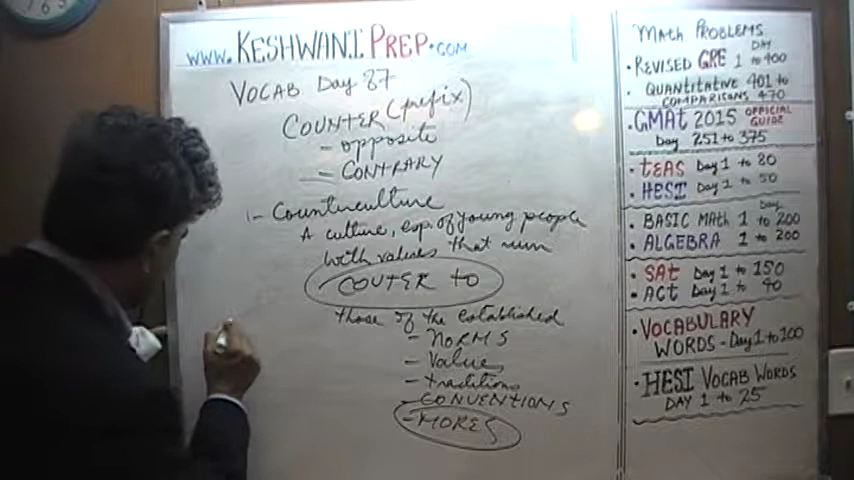 www.KESHWANI PREP.com
VOCAB Day 87
COUNTER (prefix)
- opposite
- CONTRARY
1- Counterculture
A culture, esp. of young people
with values that run
COUTER to
those of the established
- NORMS
- Values
- traditions
- CONVENTIONS
- MORES
MATH PROBLEMS
DAY
• REVISED GRE 1 to 400
• QUANTITATIVE 401 to
COMPARISONS 470
• GMAt 2015 OFFICIAL GUIDE
Day 251 to 375
• tEAS Day 1 to 80
• HESI Day 1 to 50
Day
• BASIC MAth 1 to 200
• ALGEBRA 1 to 200
• SAt Day 1 to 150
• ACT Day 1 to 90
• VOCABULARY
WORDS - Day 1 to 100
• HESI VOCAB WORDS
DAY 1 to 25